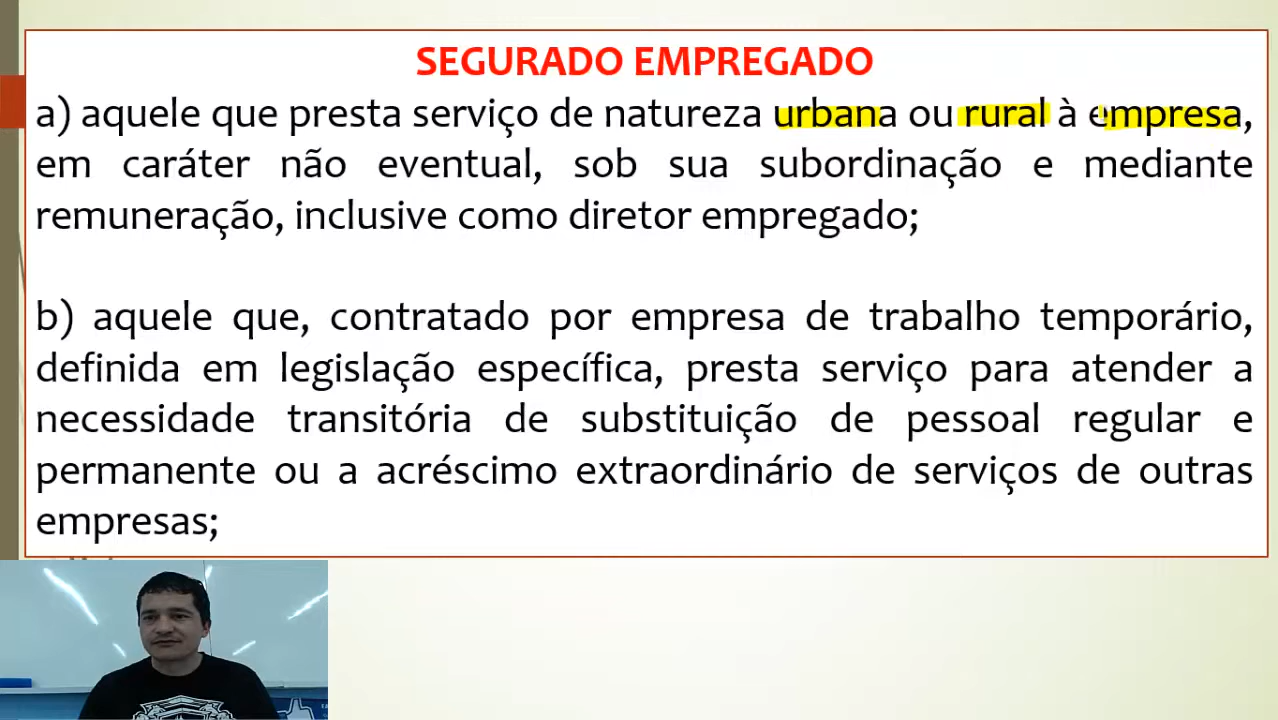 SEGURADO EMPREGADO
a) aquele que presta serviço de natureza urbana ou rural à empresa,
em caráter não eventual, sob sua subordinação e mediante
remuneração, inclusive como diretor empregado;
b) aquele que, contratado por empresa de trabalho temporário,
definida em legislação específica, presta serviço para atender a
necessidade transitória de substituição de pessoal regular e
permanente ou a acréscimo extraordinário de serviços de outras
empresas;